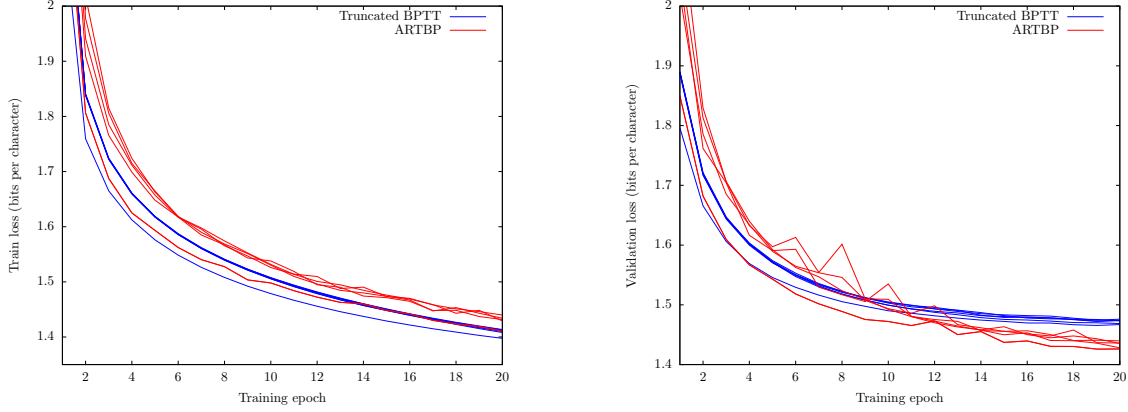 2
1.9
1.8
1.7
1.6
1.5
1.4
Train loss (bits per character)
2 4 6 8 10 12 14 16 18 20
Training epoch
Truncated BPTT
ARTBP
2
1.9
1.8
1.7
1.6
1.5
1.4
Validation loss (bits per character)
2 4 6 8 10 12 14 16 18 20
Training epoch
Truncated BPTT
ARTBP